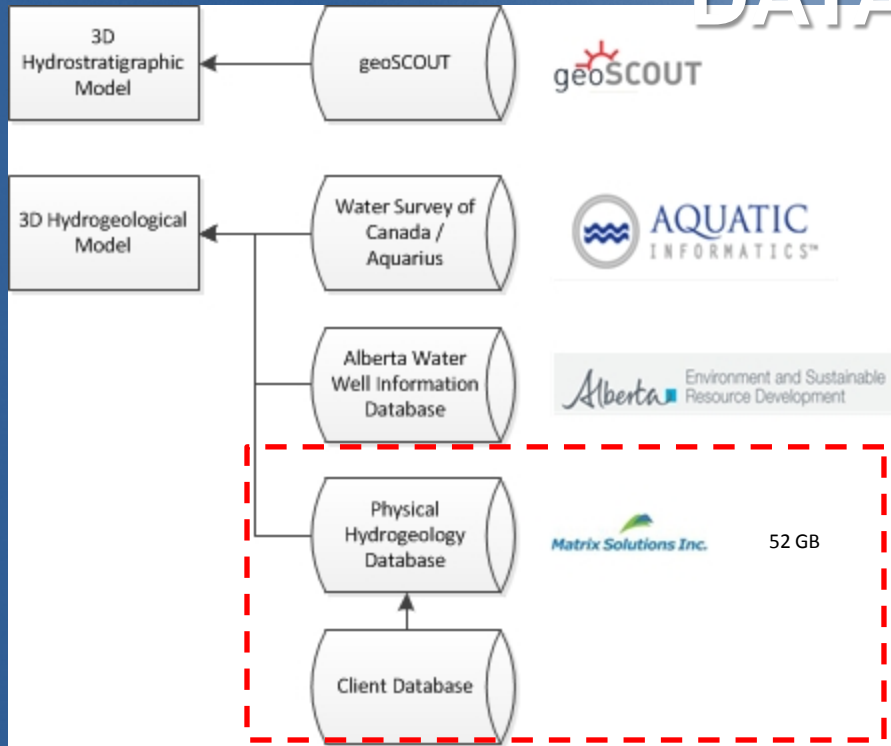 DATA
3D
Hydrostratigraphic
Model
geoSCOUT
geoSCOUT
3D Hydrogeological
Model
Water Survey of
Canada /
Aquarius
AQUATIC
INFORMATICS™
Alberta Water
Well Information
Database
Alberta Environment and Sustainable
Resource Development
Physical
Hydrogeology
Database
Matrix Solutions Inc.
52 GB
Client Database